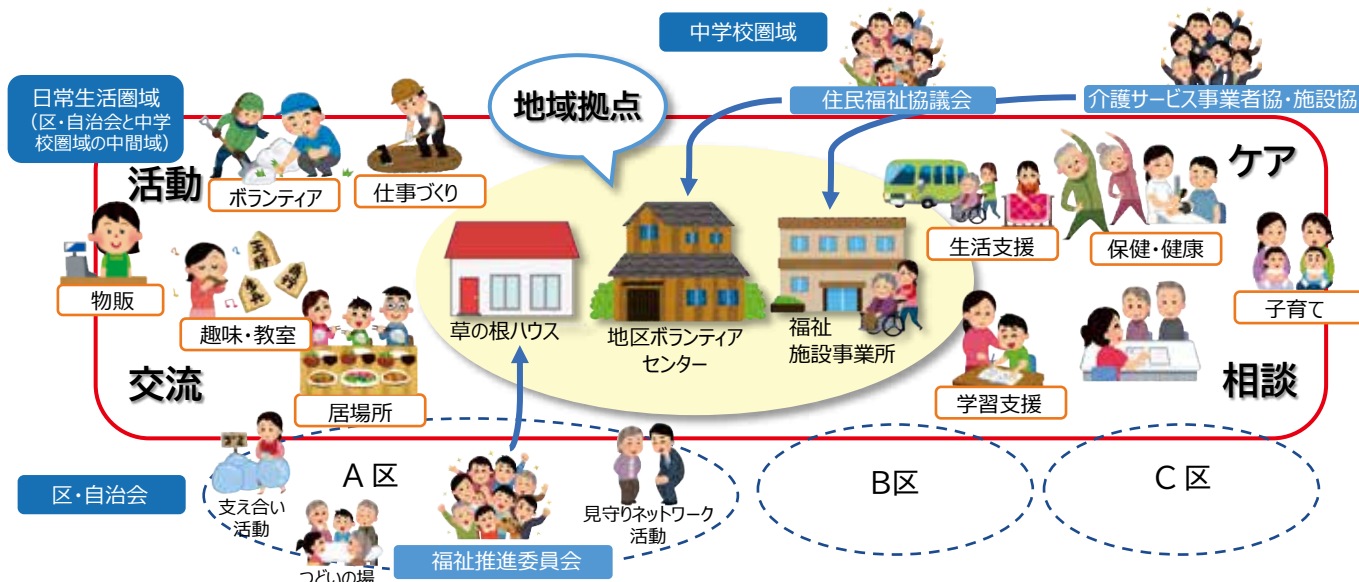 中学校圏域
日常生活圏域
(区・自治会と中学
校圏域の中間域)
地域拠点
住民福祉協議会
介護サービス事業者協・施設協
活動
ボランティア
仕事づくり
ケア
生活支援
保健・健康
物販
趣味・教室
子育て
草の根ハウス
地区ボランティア
センター
福祉
施設事業所
交流
居場所
学習支援
相談
区・自治会
A区
B区
C区
支え合い
活動
見守りネットワーク
活動
つどいの場
福祉推進委員会